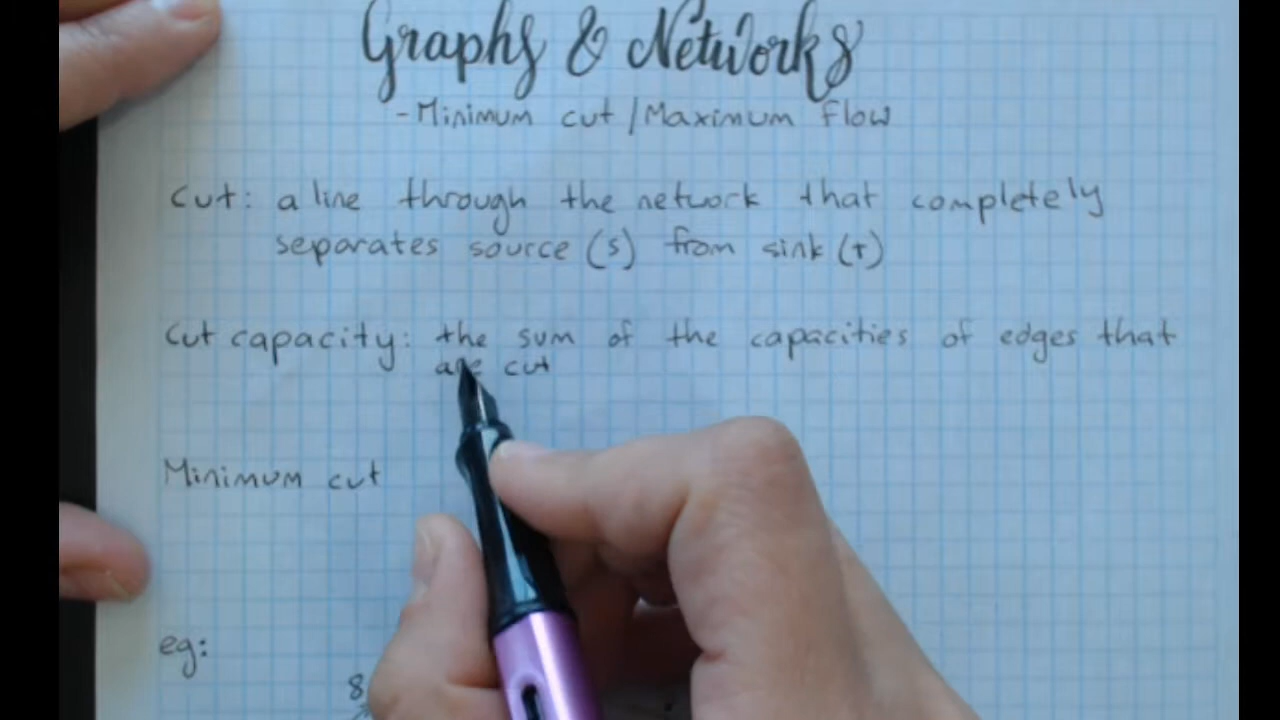 Graphs & Networks
- Minimum cut / Maximum Flow
cut: a line through the network that completely
separates source (s) from sink (t)
cut capacity: the sum of the capacities of edges that
are cut
Minimum cut
eg:
8